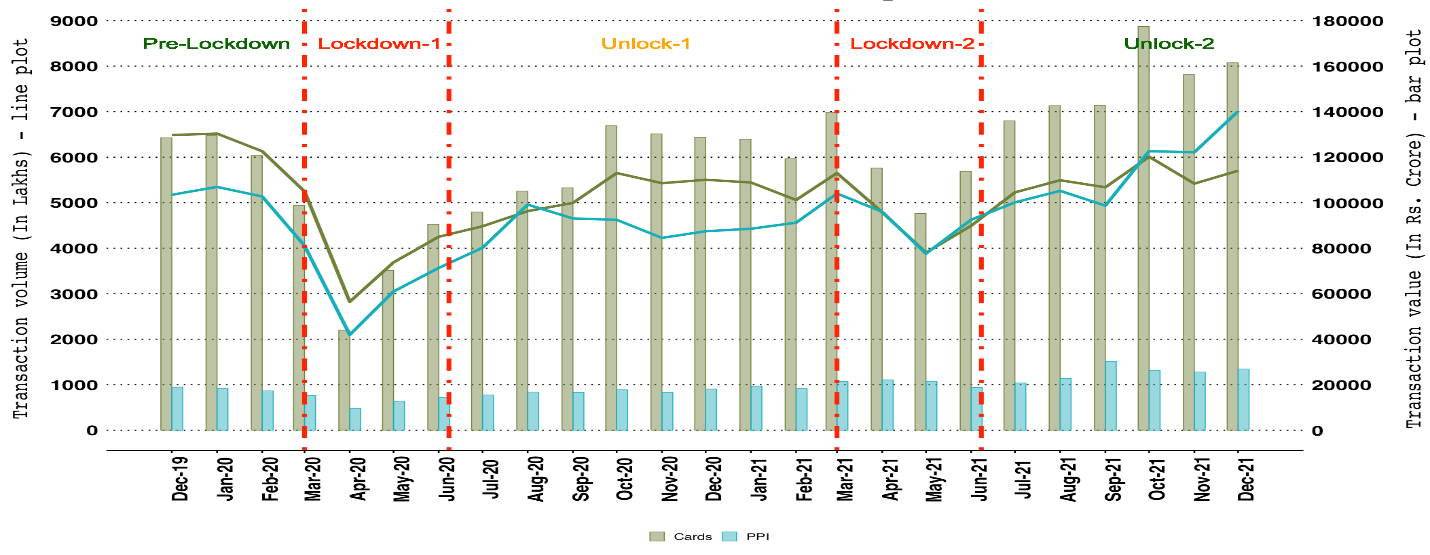 9000
8000
7000
6000
5000
4000
3000
2000
1000
0
Transaction volume (In Lakhs) - line plot
Pre-Lockdown
Lockdown-1
Unlock-1
Lockdown-2
Unlock-2
180000
160000
140000
120000
100000
80000
60000
40000
20000
0
Transaction value (In Rs. Crore) - bar plot
Dec-19
Jan-20
Feb-20
Mar-20
Apr-20
May-20
Jun-20
Jul-20
Aug-20
Sep-20
Oct-20
Nov-20
Dec-20
Jan-21
Feb-21
Mar-21
Apr-21
May-21
Jun-21
Jul-21
Aug-21
Sep-21
Oct-21
Nov-21
Dec-21
Cards
PPI